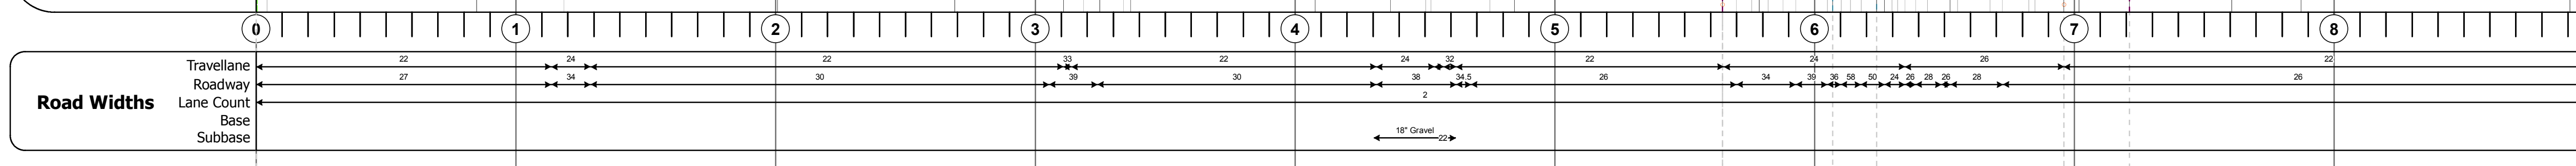 0 1 2 3 4 5 6 7 8
Travellane 22 24 22 33 22 24 32 22 24 26 22
Roadway 27 34 30 39 30 38 34.5 26 34 39 36 58 50 24 26 28 26 28 26
Road Widths
Lane Count 2
Base
Subbase 18" Gravel 22